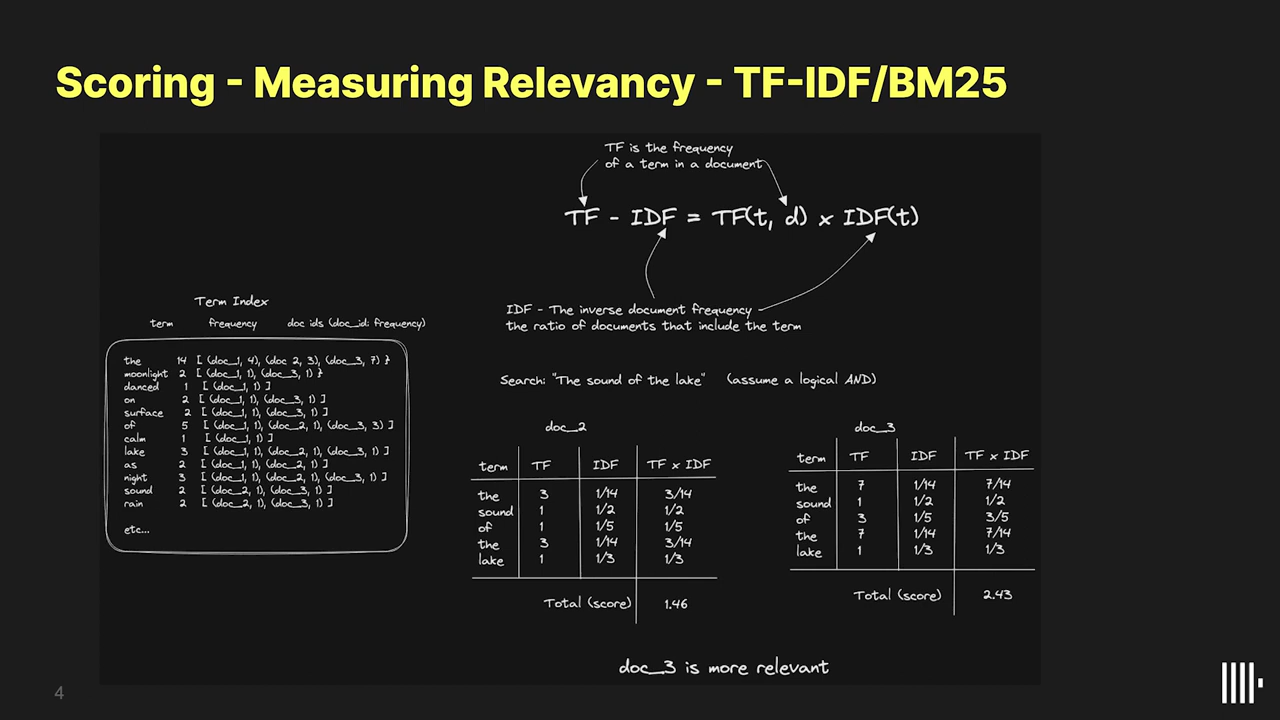 Scoring - Measuring Relevancy - TF-IDF/BM25
TF is the frequency
of a term in a document
TF - IDF = TF(t, d) x IDF(t)
IDF - The inverse document frequency -
the ratio of documents that include the term
Term Index
term frequency doc ids (doc_id: frequency)
the 14 [ (doc_1, 4), (doc 2, 3), (doc_3, 7) }
moonlight 2 [ (doc_1, 1), (doc_3, 1) }
danced 1 [ (doc_1, 1) ]
on 2 [ (doc_1, 1), (doc_3, 1) ]
surface 2 [ (doc_1, 1), (doc_3, 1) ]
of 5 [ (doc_1, 1), (doc_2, 1), (doc_3, 3) ]
calm 1 [ (doc_1, 1) ]
lake 3 [ (doc_1, 1), (doc_2, 1), (doc_3, 1) ]
as 2 [ (doc_1, 1), (doc_2, 1) ]
night 3 [ (doc_1, 1), (doc_2, 1), (doc_3, 1) ]
sound 2 [ (doc_2, 1), (doc_3, 1) ]
rain 2 [ (doc_2, 1), (doc_3, 1) ]
etc...
Search: "The sound of the lake" (assume a logical AND)
doc_2
term TF IDF TF x IDF
the 3 1/14 3/14
sound 1 1/2 1/2
of 1 1/5 1/5
the 3 1/14 3/14
lake 1 1/3 1/3
Total (score) 1.46
doc_3
term TF IDF TF x IDF
the 7 1/14 7/14
sound 1 1/2 1/2
of 3 1/5 3/5
the 7 1/14 7/14
lake 1 1/3 1/3
Total (score) 2.43
doc_3 is more relevant
4